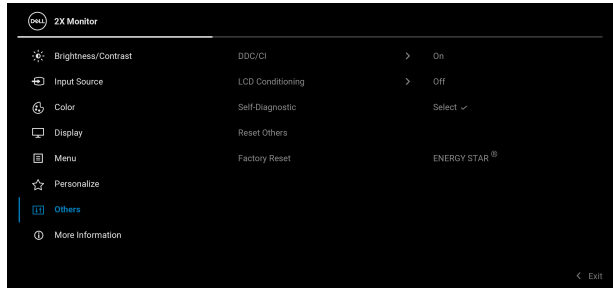 DELL 2X Monitor
Brightness/Contrast DDC/CI > On
Input Source LCD Conditioning > Off
Color Self-Diagnostic Select ✓
Display Reset Others
Menu Factory Reset ENERGY STAR®
Personalize
Others
More Information
< Exit